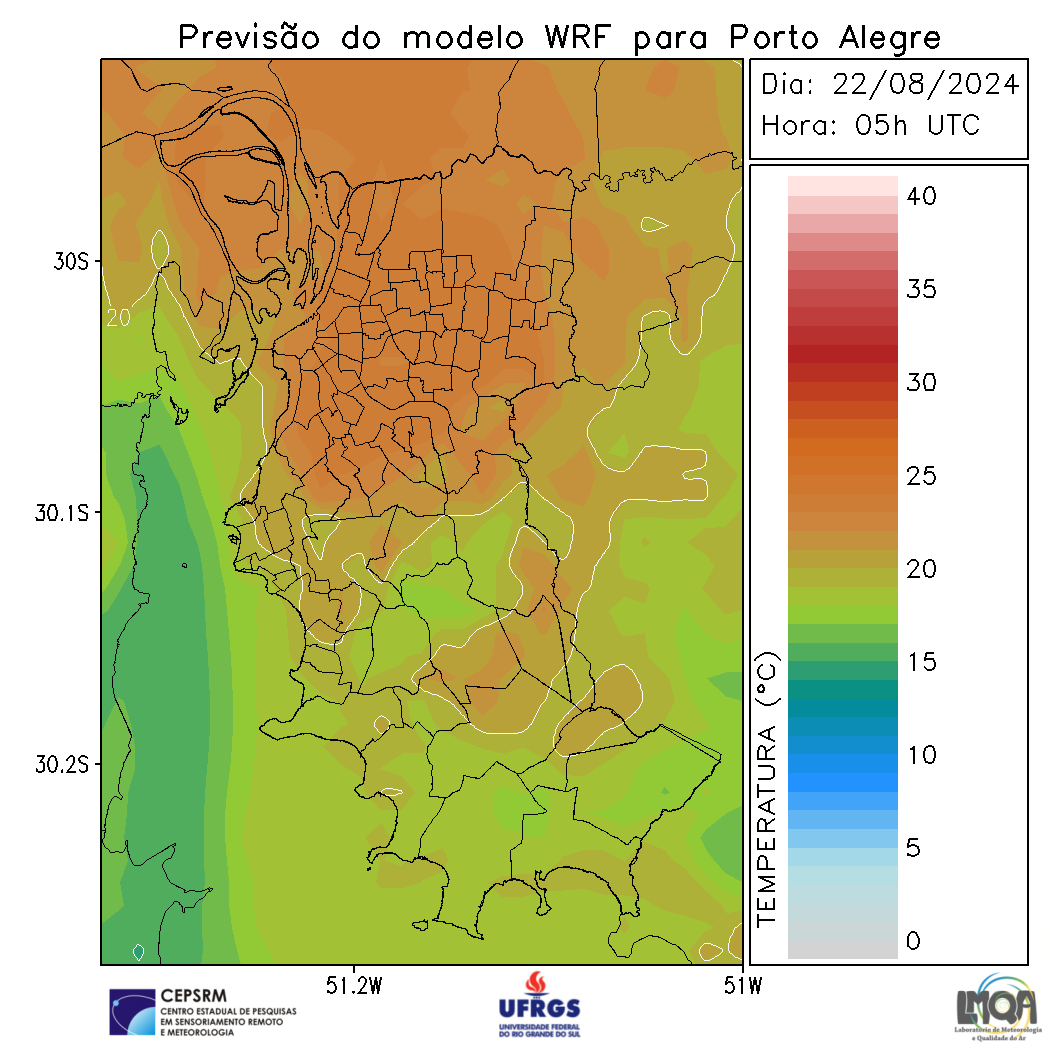 Previsão do modelo WRF para Porto Alegre
Dia: 22/08/2024
Hora: 05h UTC
40
35
30
25
20
15
10
5
0
TEMPERATURA (°C)
30S
30.1S
30.2S
20
51.2W
51W
CEPSRM
CENTRO ESTADUAL DE PESQUISAS
EM SENSORIAMENTO REMOTO
E METEOROLOGIA
UFRGS
UNIVERSIDADE FEDERAL
DO RIO GRANDE DO SUL
LMQA
Laboratório de Meteorologia
e Qualidade do Ar